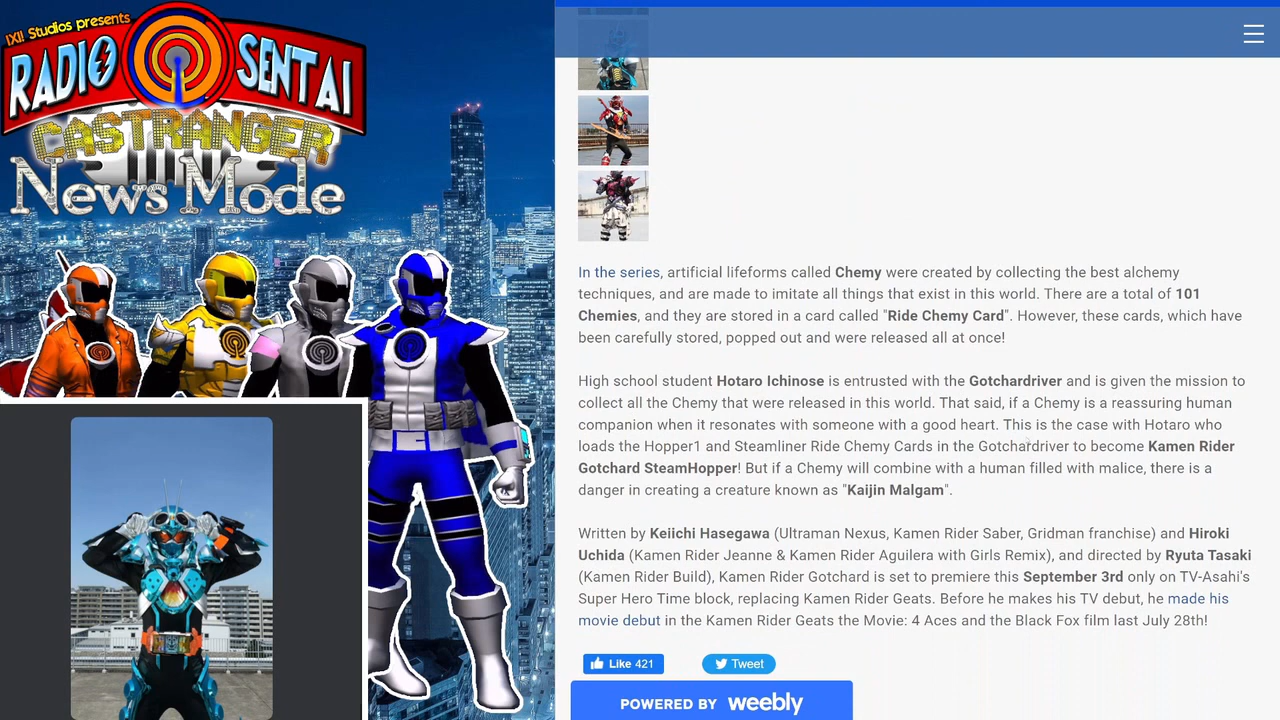 IXII Studios presents
RADIO SENTAI
CASTRANGER
News Mode
In the series, artificial lifeforms called Chemy were created by collecting the best alchemy
techniques, and are made to imitate all things that exist in this world. There are a total of 101
Chemies, and they are stored in a card called "Ride Chemy Card". However, these cards, which have
been carefully stored, popped out and were released all at once!
High school student Hotaro Ichinose is entrusted with the Gotchardriver and is given the mission to
collect all the Chemy that were released in this world. That said, if a Chemy is a reassuring human
companion when it resonates with someone with a good heart. This is the case with Hotaro who
loads the Hopper1 and Steamliner Ride Chemy Cards in the Gotchardriver to become Kamen Rider
Gotchard SteamHopper! But if a Chemy will combine with a human filled with malice, there is a
danger in creating a creature known as "Kaijin Malgam".
Written by Keiichi Hasegawa (Ultraman Nexus, Kamen Rider Saber, Gridman franchise) and Hiroki
Uchida (Kamen Rider Jeanne & Kamen Rider Aguilera with Girls Remix), and directed by Ryuta Tasaki
(Kamen Rider Build), Kamen Rider Gotchard is set to premiere this September 3rd only on TV-Asahi's
Super Hero Time block, replacing Kamen Rider Geats. Before he makes his TV debut, he made his
movie debut in the Kamen Rider Geats the Movie: 4 Aces and the Black Fox film last July 28th!
Like 421
Tweet
POWERED BY weebly